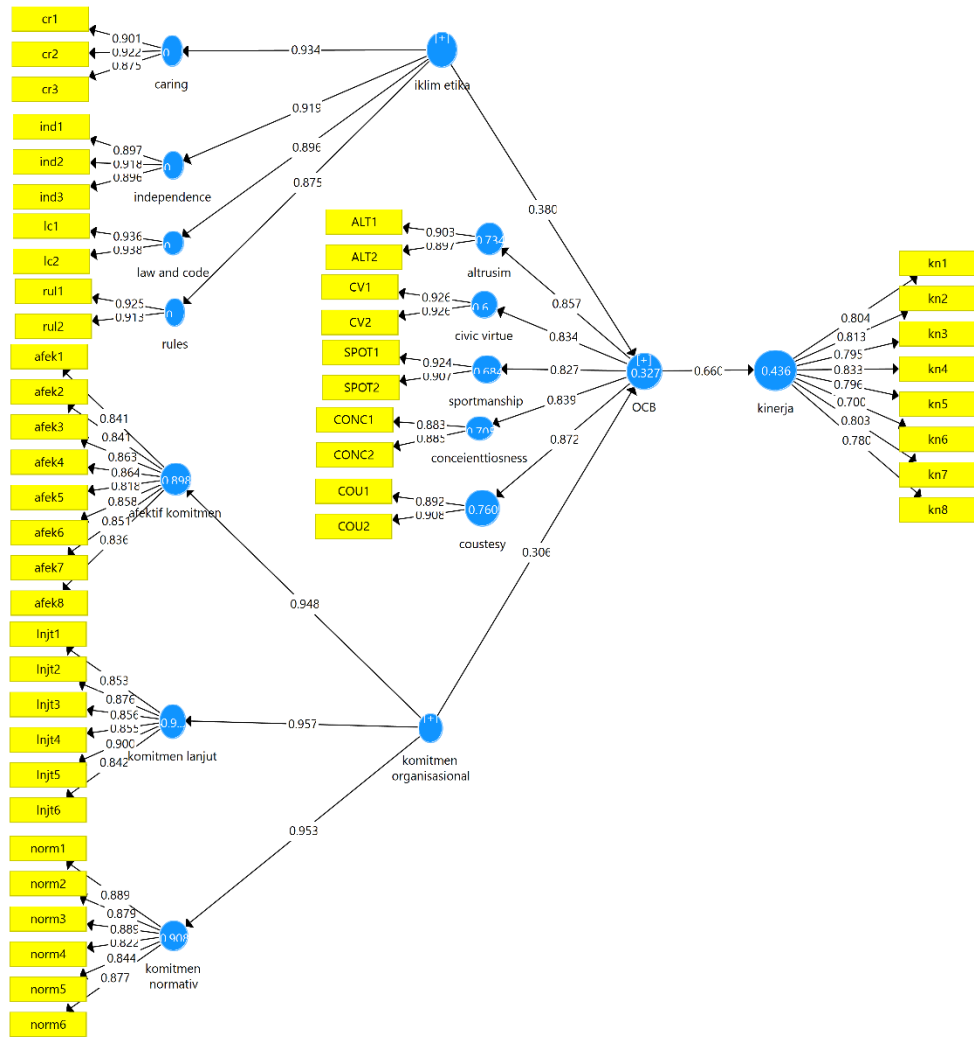 cr1
cr2
cr3
0.901
0.922
0.875
caring
0.934
[+]
iklim etika
ind1
ind2
ind3
0.897
0.918
0.896
independence
0.919
lc1
lc2
0.936
0.938
law and code
0.896
rul1
rul2
0.925
0.913
rules
0.875
0.380
ALT1
ALT2
0.903
0.897
0.734
altrusim
0.857
CV1
CV2
0.926
0.926
0.6
civic virtue
0.834
SPOT1
SPOT2
0.924
0.907
0.684
sportmanship
0.827
CONC1
CONC2
0.883
0.885
conceienttiosness
0.839
COU1
COU2
0.892
0.908
0.760
coustesy
0.872
[+]
0.327
OCB
0.660
0.436
kinerja
kn1
kn2
kn3
kn4
kn5
kn6
kn7
kn8
0.804
0.813
0.795
0.833
0.796
0.700
0.803
0.780
afek1
afek2
afek3
afek4
afek5
afek6
afek7
afek8
0.841
0.841
0.863
0.864
0.818
0.858
0.851
0.836
0.898
afektif komitmen
0.948
0.306
lnjt1
lnjt2
lnjt3
lnjt4
lnjt5
lnjt6
0.853
0.876
0.856
0.855
0.900
0.842
0.9...
komitmen lanjut
0.957
[+]
komitmen
organisasional
0.953
norm1
norm2
norm3
norm4
norm5
norm6
0.889
0.879
0.889
0.822
0.844
0.877
0.908
komitmen
normativ